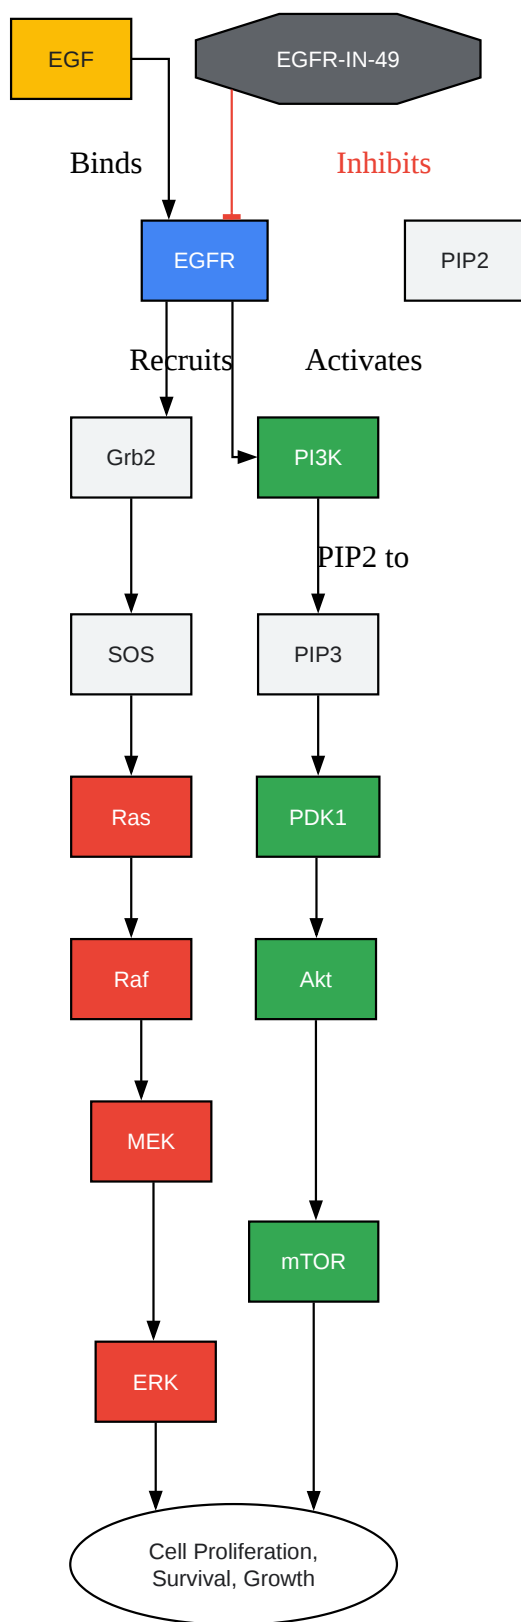 EGF
EGFR-IN-49
Binds
Inhibits
EGFR
PIP2
Recruits
Activates
Grb2
PI3K
PIP2 to
SOS
PIP3
Ras
PDK1
Raf
Akt
MEK
mTOR
ERK
Cell Proliferation,
Survival, Growth